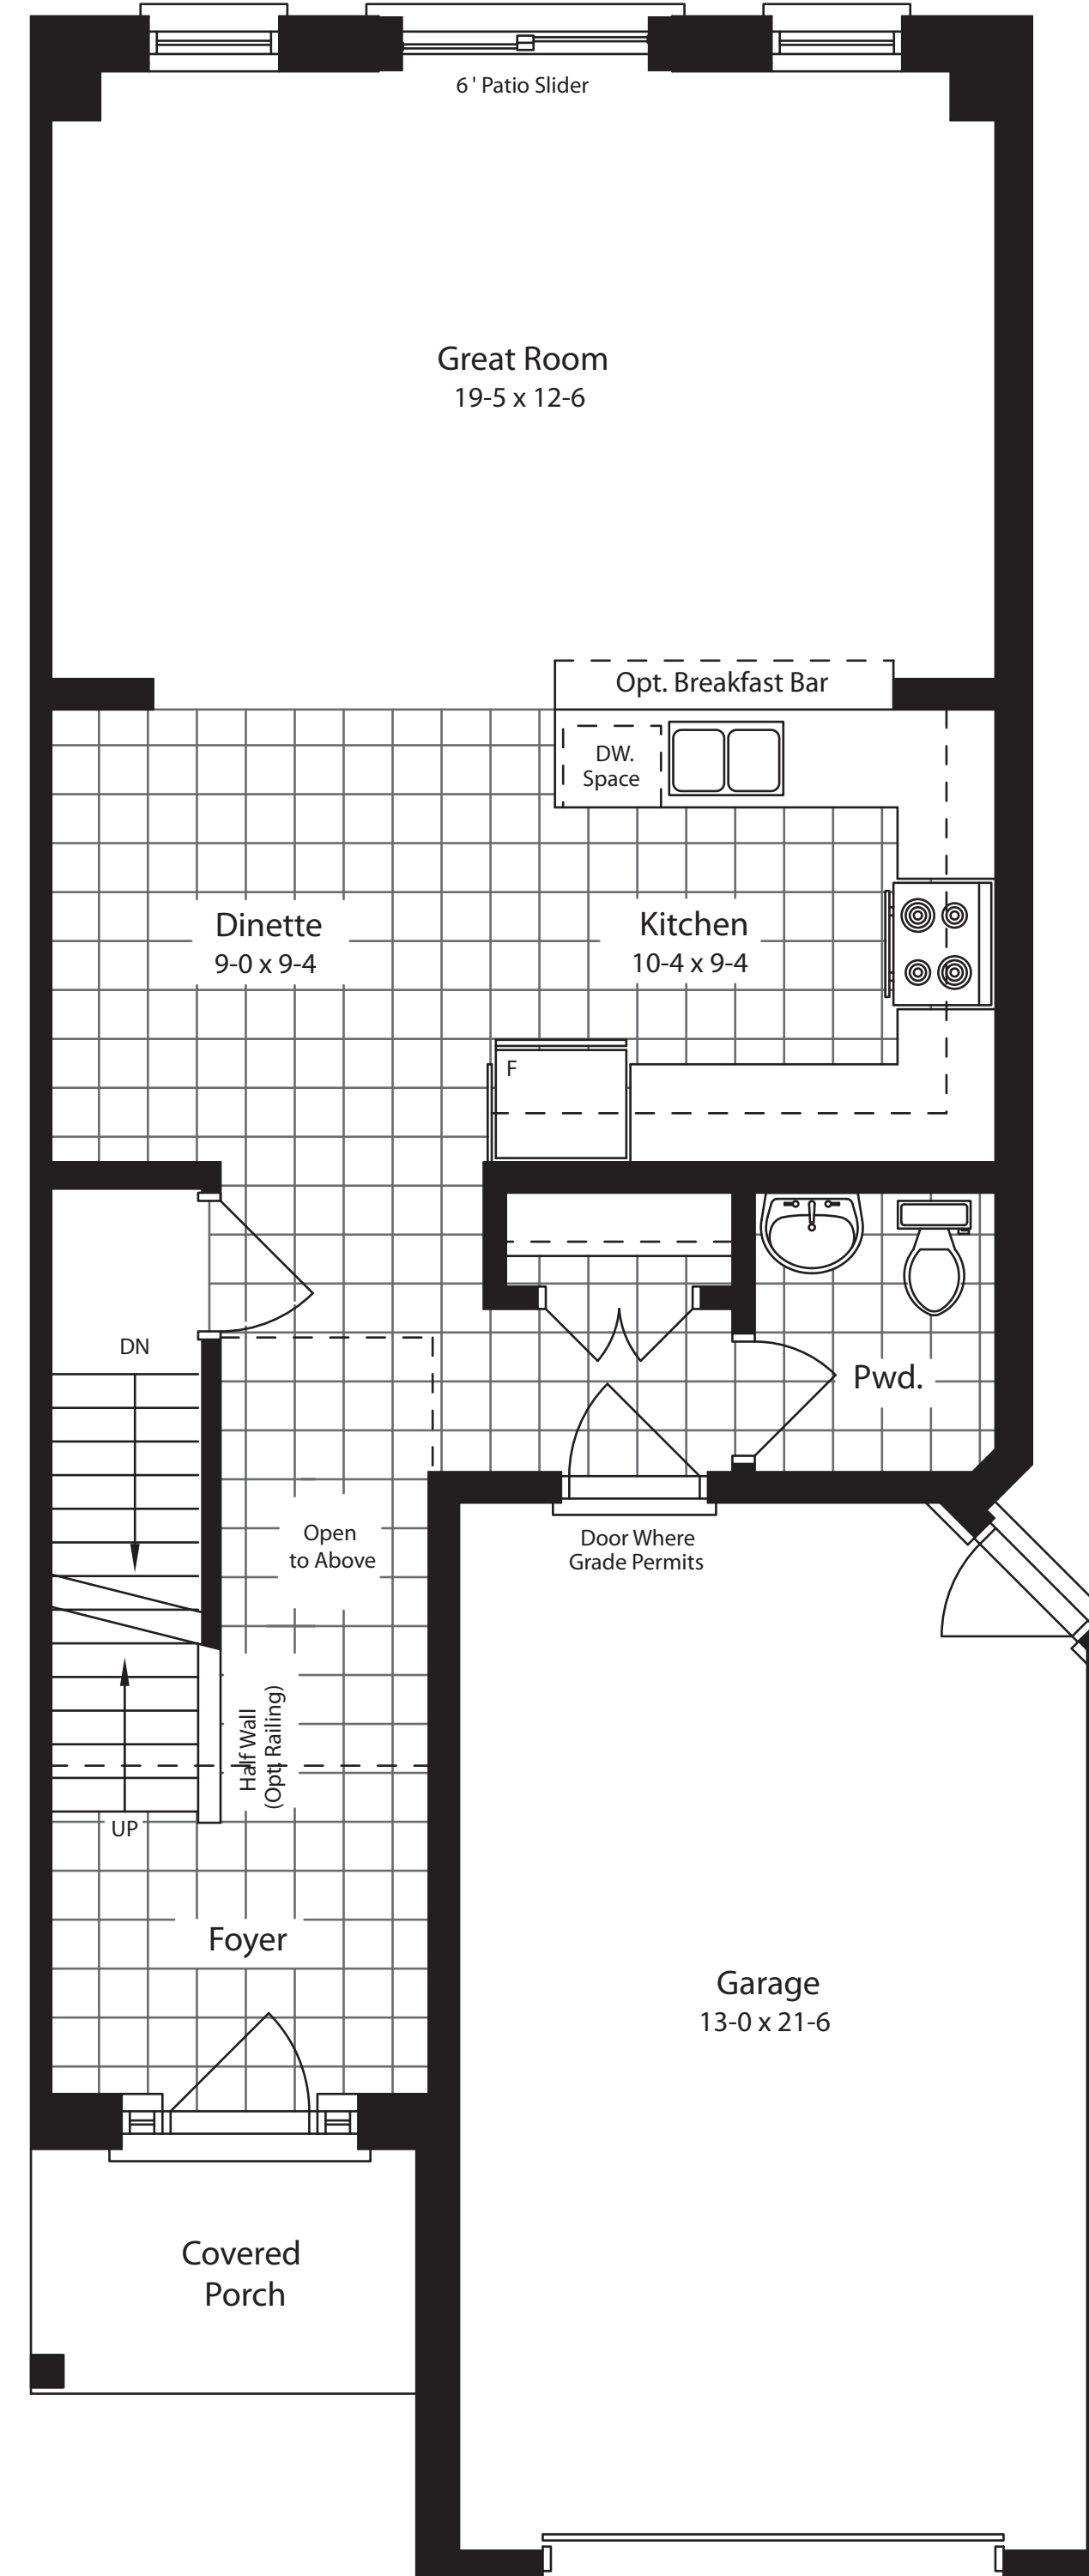 6' Patio Slider
Great Room
19-5 x 12-6
Opt. Breakfast Bar
DW.
Space
Dinette
9-0 x 9-4
Kitchen
10-4 x 9-4
F
DN
Pwd.
Open
to Above
Door Where
Grade Permits
Half Wall
(Opt. Railing)
UP
Foyer
Garage
13-0 x 21-6
Covered
Porch